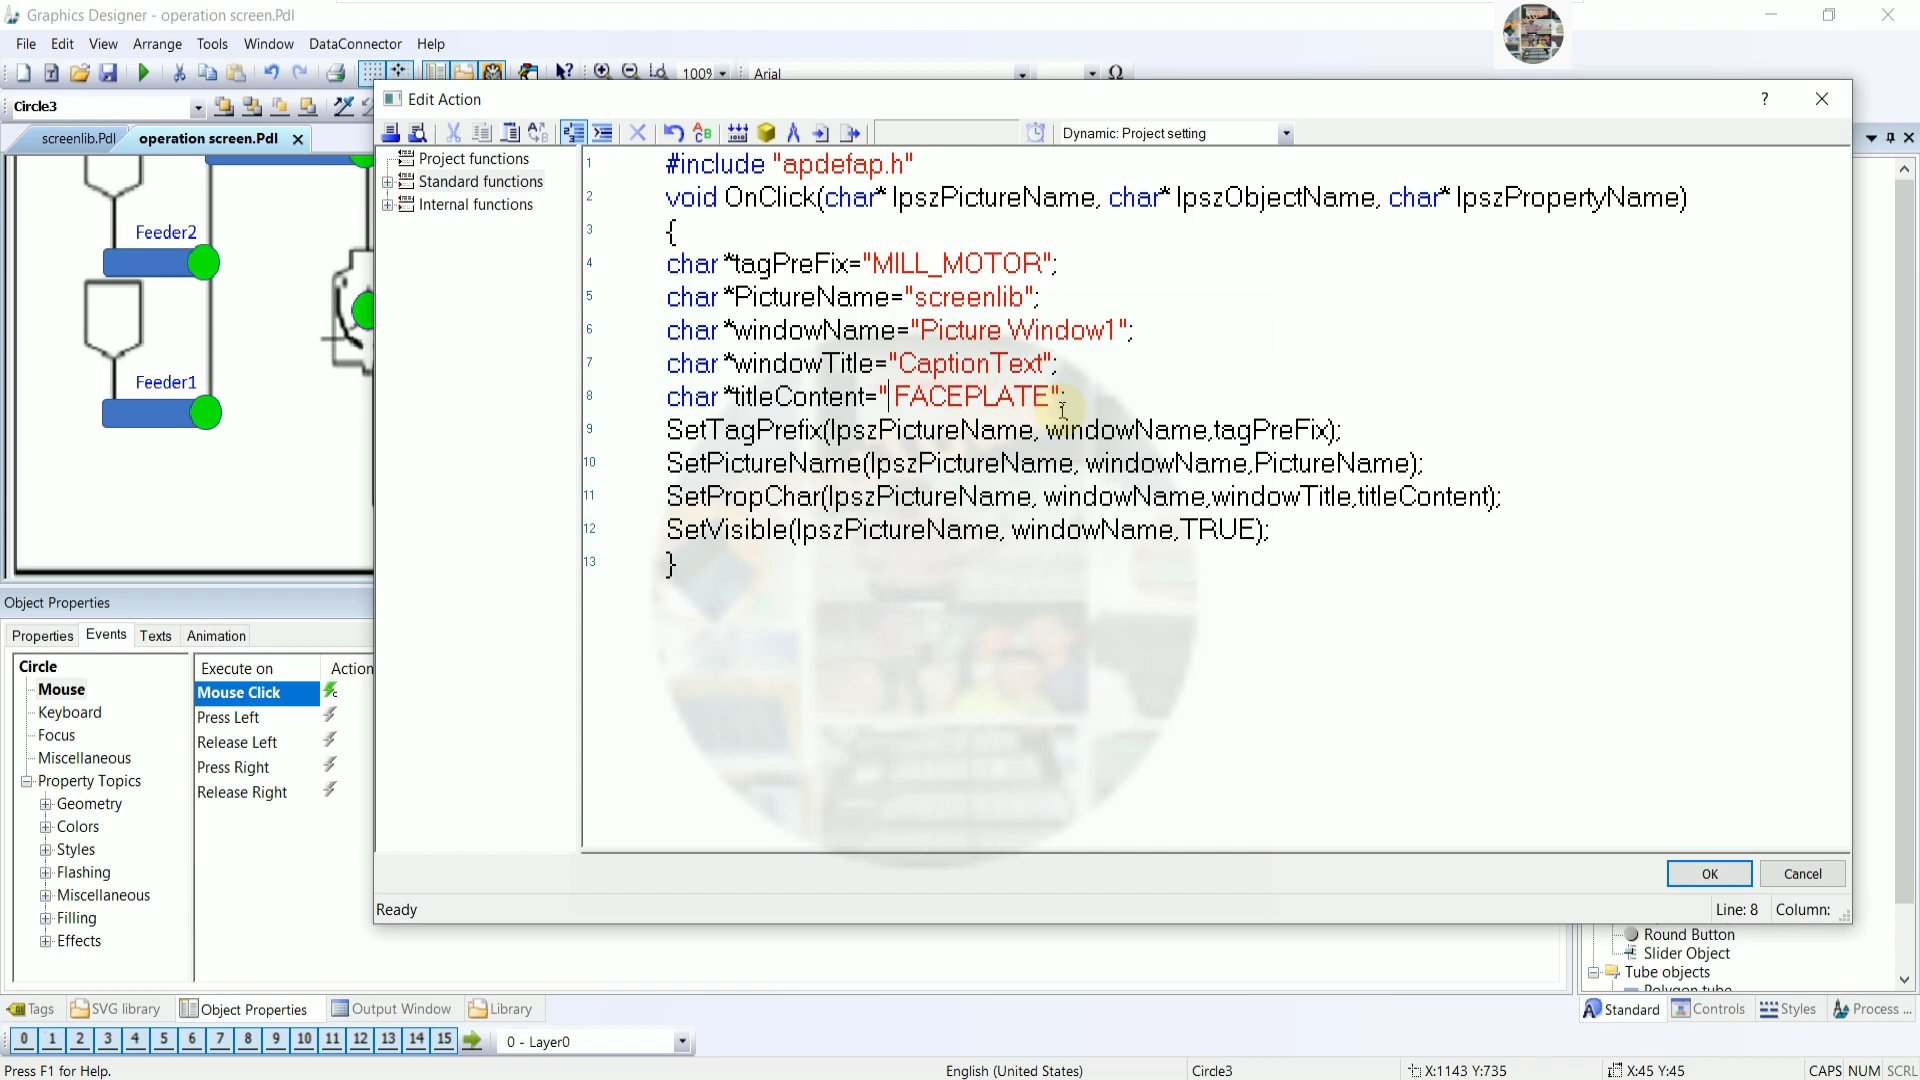 Graphics Designer - operation screen.Pdl
File Edit View Arrange Tools Window DataConnector Help
1009 Arial
Circle3
Edit Action
screenlib.Pdl operation screen.Pdl
Dynamic: Project setting
Project functions
Standard functions
Internal functions
1 #include "apdefap.h"
2 void OnClick(char* lpszPictureName, char* lpszObjectName, char* lpszPropertyName)
3 {
4 char *tagPreFix="MILL_MOTOR";
5 char *PictureName="screenlib";
6 char *windowName="Picture Window1";
7 char *windowTitle="CaptionText";
8 char *titleContent=" FACEPLATE";
9 SetTagPrefix(lpszPictureName, windowName,tagPreFix);
10 SetPictureName(lpszPictureName, windowName,PictureName);
11 SetPropChar(lpszPictureName, windowName,windowTitle,titleContent);
12 SetVisible(lpszPictureName, windowName,TRUE);
13 }
Feeder2
Feeder1
OK Cancel
Ready Line: 8 Column:
Object Properties
Properties Events Texts Animation
Circle
Mouse
Keyboard
Focus
Miscellaneous
Property Topics
Geometry
Colors
Styles
Flashing
Miscellaneous
Filling
Effects
Execute on Action
Mouse Click
Press Left
Release Left
Press Right
Release Right
Round Button
Slider Object
Tube objects
Polygon tube
Tags SVG library Object Properties Output Window Library
Standard Controls Styles Process ...
0 1 2 3 4 5 6 7 8 9 10 11 12 13 14 15 0 - Layer0
Press F1 for Help. English (United States) Circle3 X:1143 Y:735 X:45 Y:45 CAPS NUM SCRL